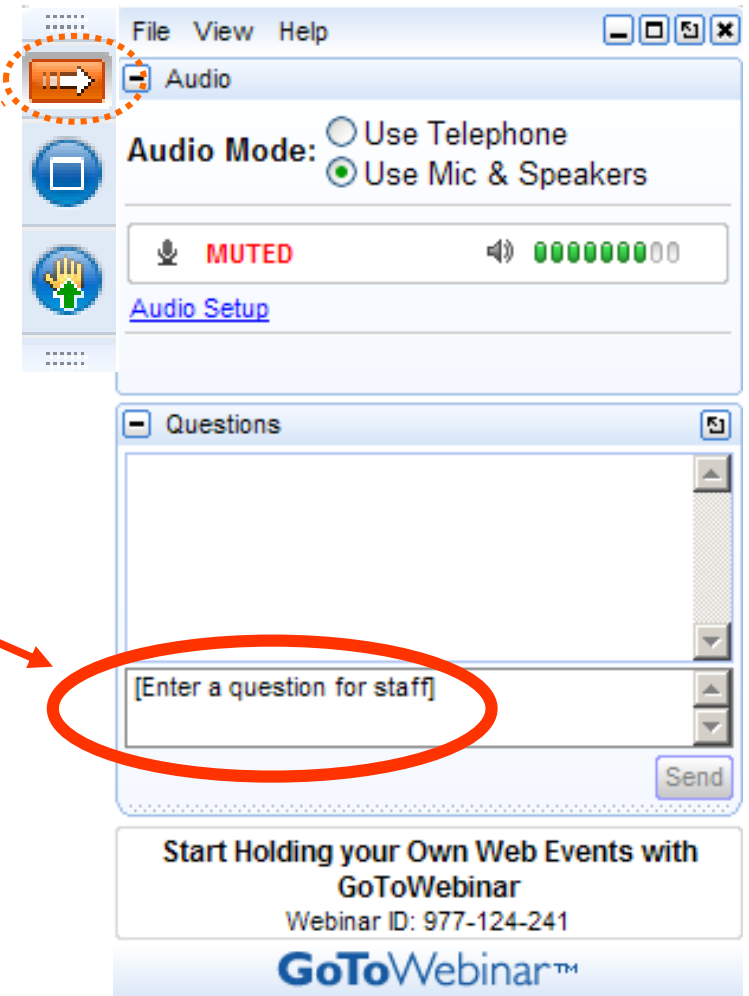 File View Help
Audio
Audio Mode:
Use Telephone
Use Mic & Speakers
MUTED
Audio Setup
Questions
[Enter a question for staff]
Send
Start Holding your Own Web Events with
GoToWebinar
Webinar ID: 977-124-241
GoToWebinar™